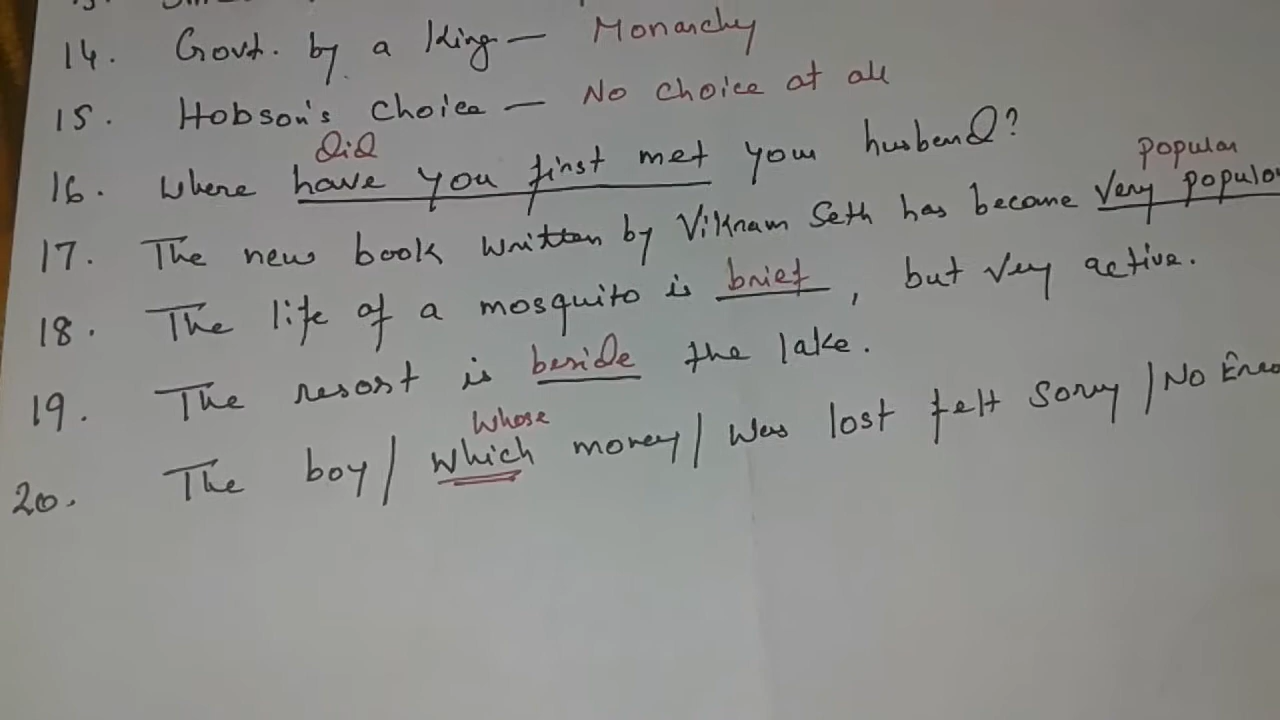 14. Govt. by a King — Monarchy
15. Hobson's choice — No choice at all
Did
16. Where have you first met your husband?
popular
17. The new book written by Vikram Seth has become very popular
18. The life of a mosquito is brief, but very active.
19. The resort is beside the lake.
whose
20. The boy/ which money/ was lost felt sorry / No